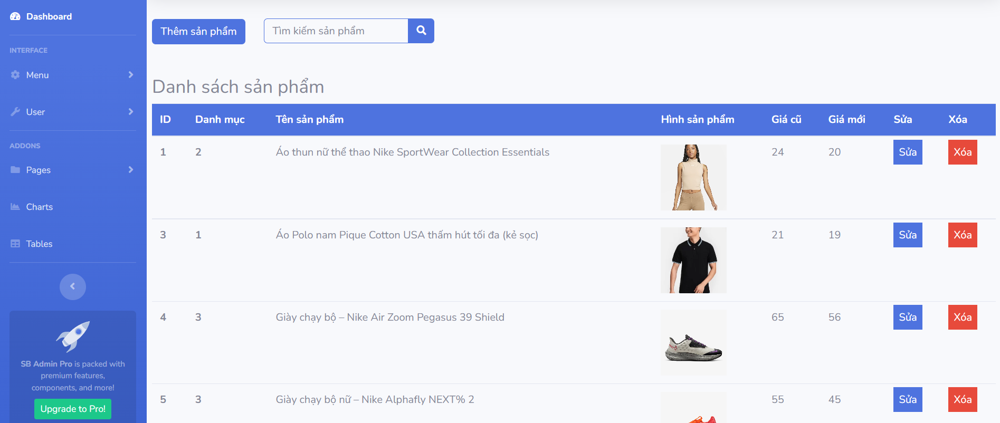 Dashboard
INTERFACE
Menu
User
ADDONS
Pages
Charts
Tables
SB Admin Pro is packed with
premium features,
components, and more!
Upgrade to Pro!
Thêm sản phẩm
Tìm kiếm sản phẩm
Danh sách sản phẩm
ID Danh mục Tên sản phẩm Hình sản phẩm Giá cũ Giá mới Sửa Xóa
1 2 Áo thun nữ thể thao Nike SportWear Collection Essentials 24 20 Sửa Xóa
3 1 Áo Polo nam Pique Cotton USA thấm hút tối đa (kẻ sọc) 21 19 Sửa Xóa
4 3 Giày chạy bộ – Nike Air Zoom Pegasus 39 Shield 65 56 Sửa Xóa
5 3 Giày chạy bộ nữ – Nike Alphafly NEXT% 2 55 45 Sửa Xóa